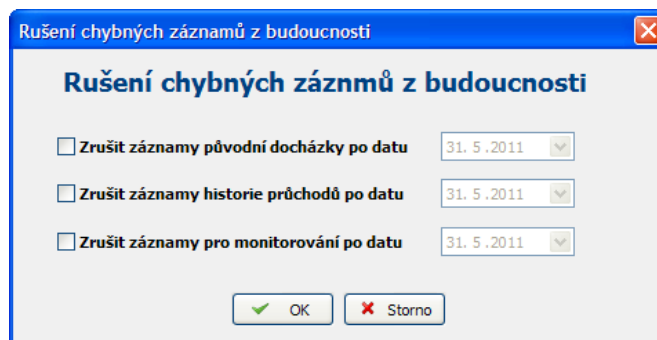 Rušení chybných záznamů z budoucnosti
Rušení chybných záznmů z budoucnosti
Zrušit záznamy původní docházky po datu 31. 5 .2011
Zrušit záznamy historie průchodů po datu 31. 5 .2011
Zrušit záznamy pro monitorování po datu 31. 5 .2011
OK Storno